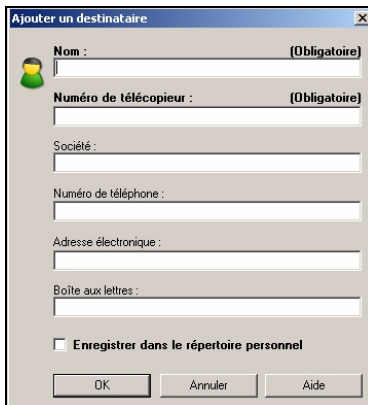 Ajouter un destinataire
Nom : (Obligatoire)
Numéro de télécopieur : (Obligatoire)
Société :
Numéro de téléphone :
Adresse électronique :
Boîte aux lettres :
Enregistrer dans le répertoire personnel
OK Annuler Aide